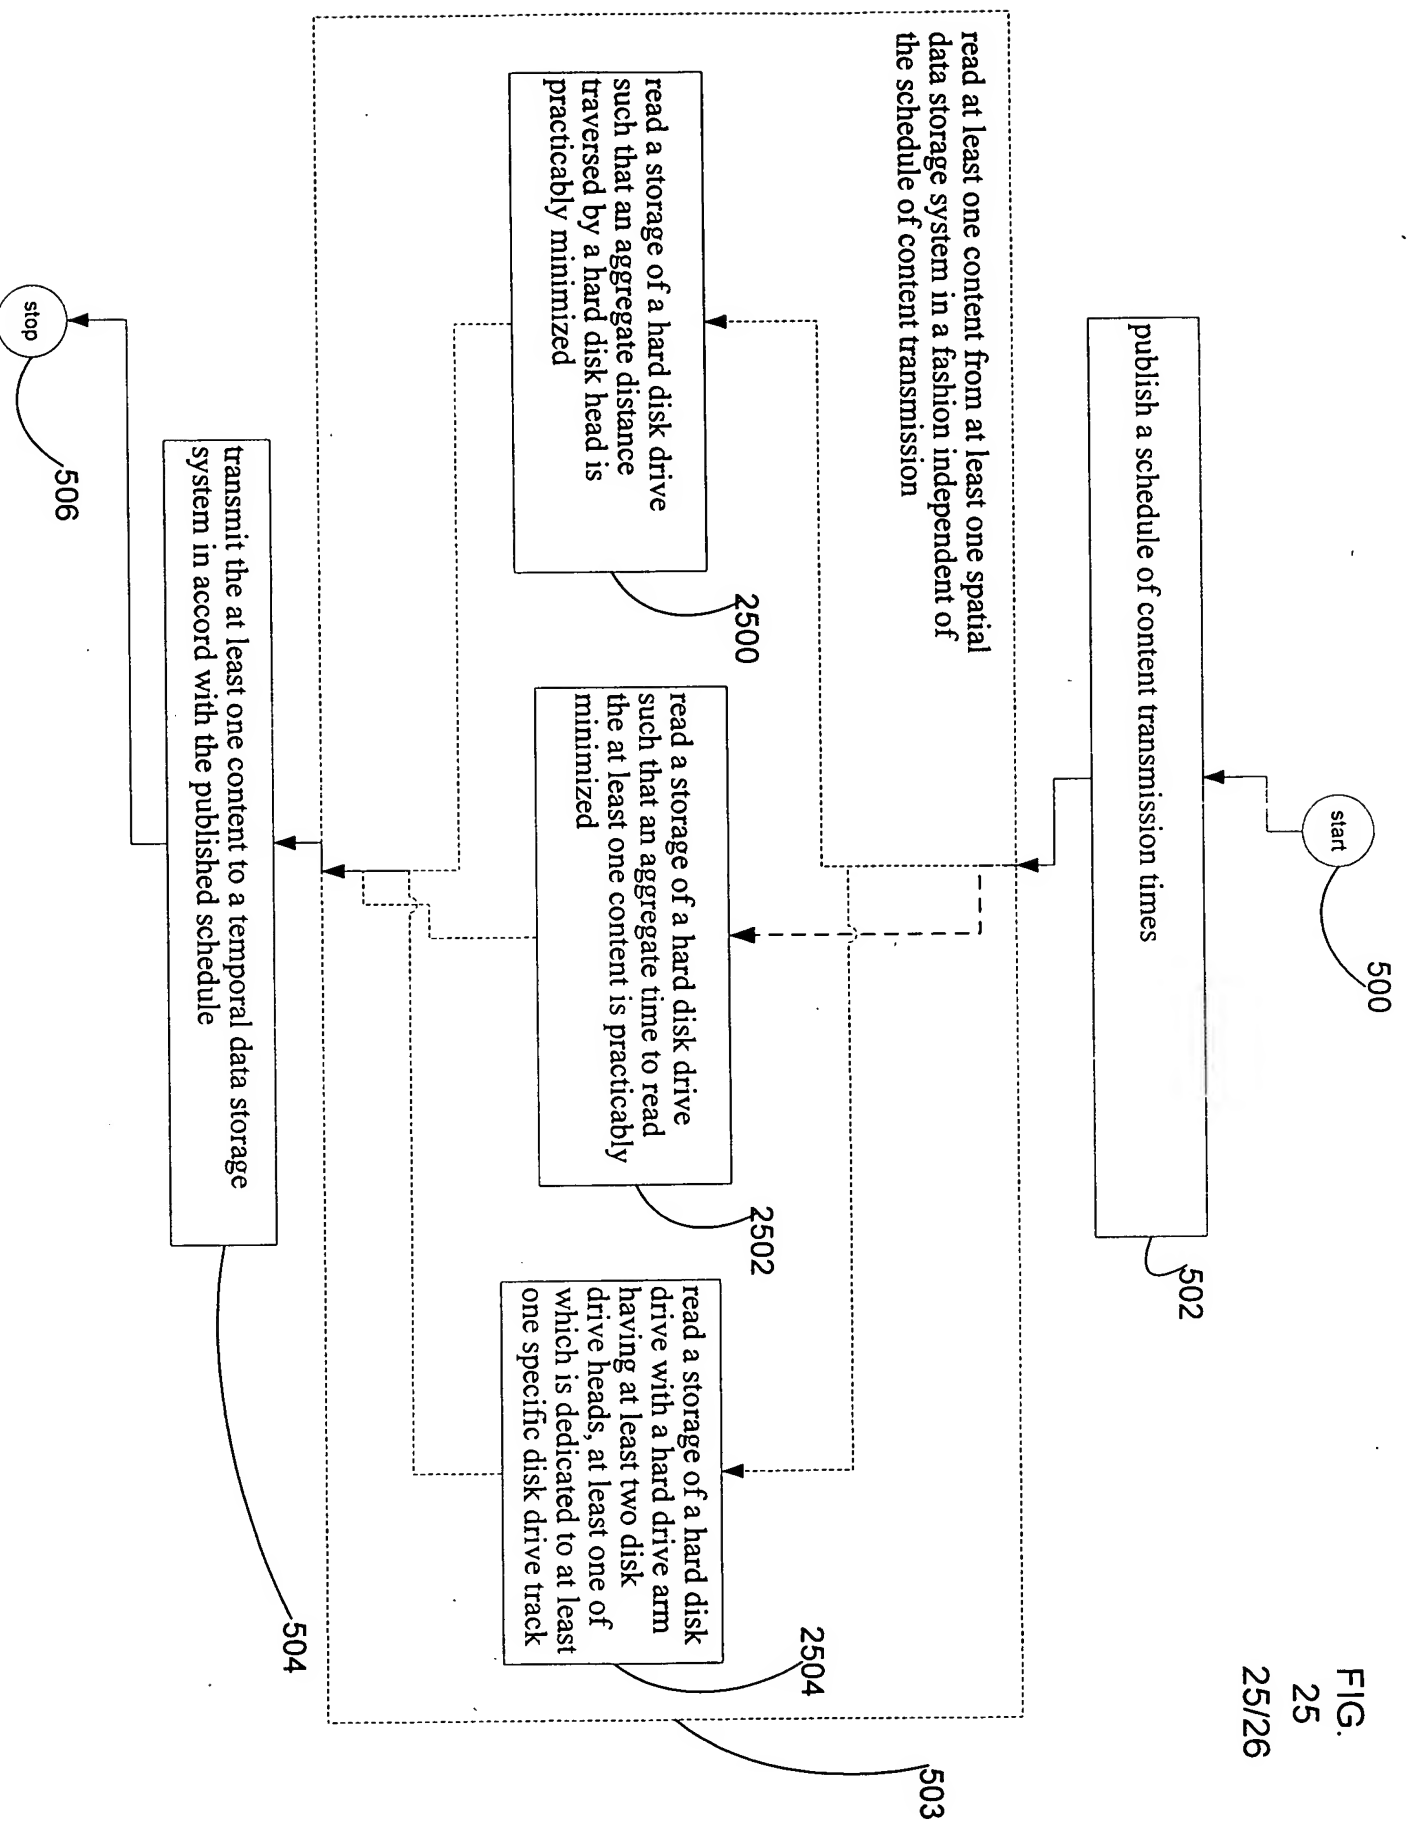 FIG.
25
25/26
start
500
publish a schedule of content transmission times
502
read at least one content from at least one spatial
data storage system in a fashion independent of
the schedule of content transmission
503
read a storage of a hard disk drive
such that an aggregate distance
traversed by a hard disk head is
practicably minimized
2500
read a storage of a hard disk drive
such that an aggregate time to read
the at least one content is practicably
minimized
2502
read a storage of a hard disk
drive with a hard drive arm
having at least two disk
drive heads, at least one of
which is dedicated to at least
one specific disk drive track
2504
transmit the at least one content to a temporal data storage
system in accord with the published schedule
504
stop
506